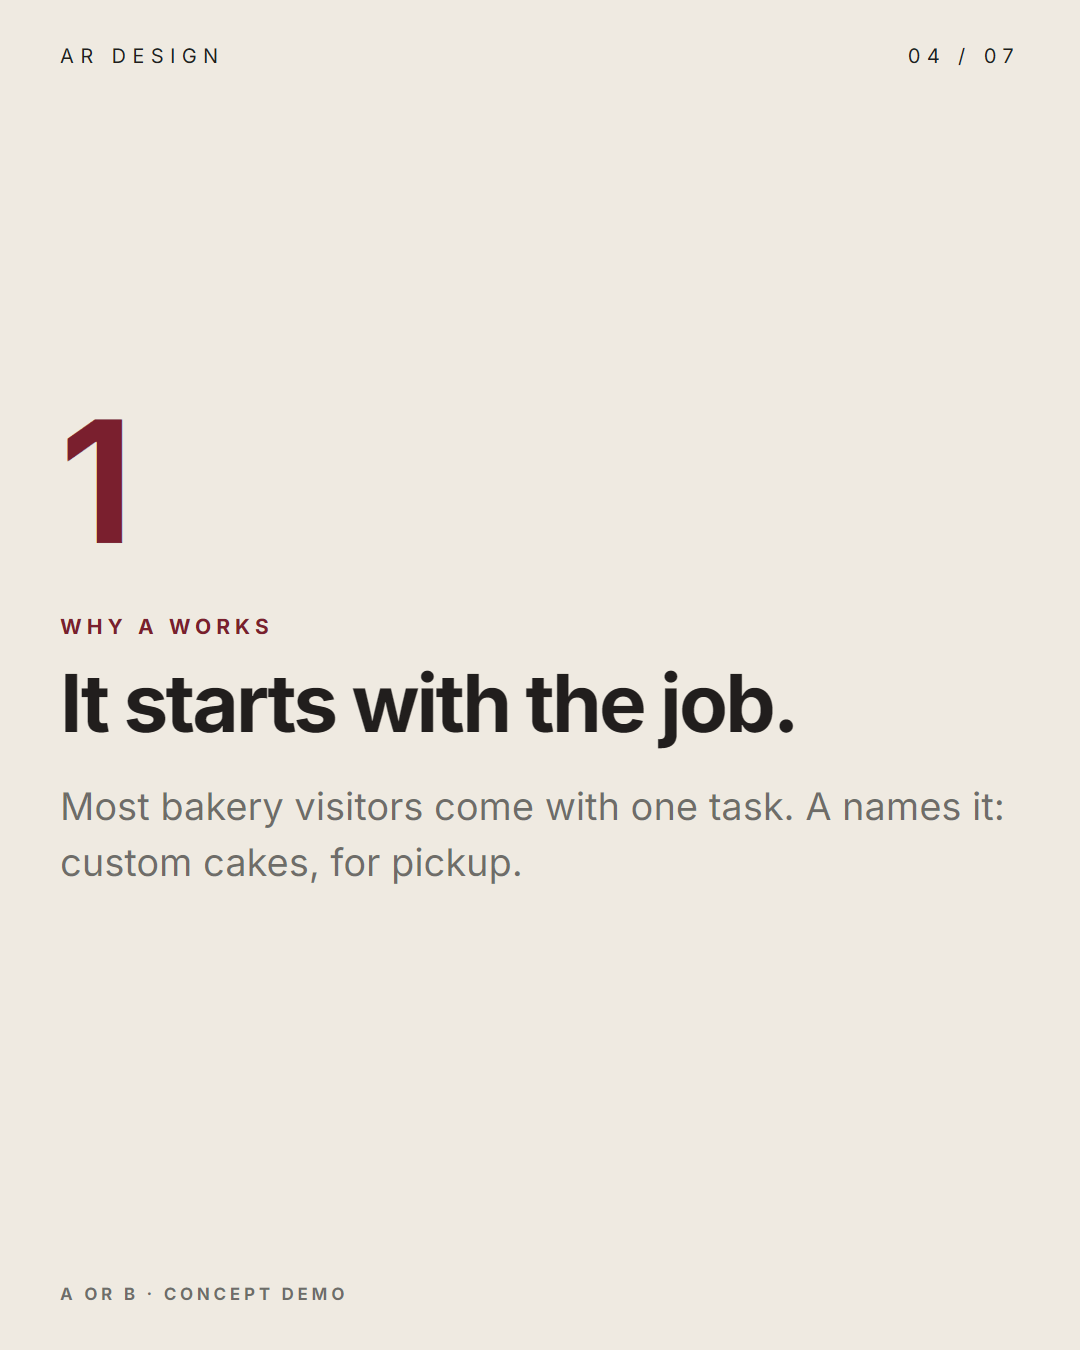 AR DESIGN
04 / 07
1
WHY A WORKS
It starts with the job.
Most bakery visitors come with one task. A names it:
custom cakes, for pickup.
A OR B · CONCEPT DEMO